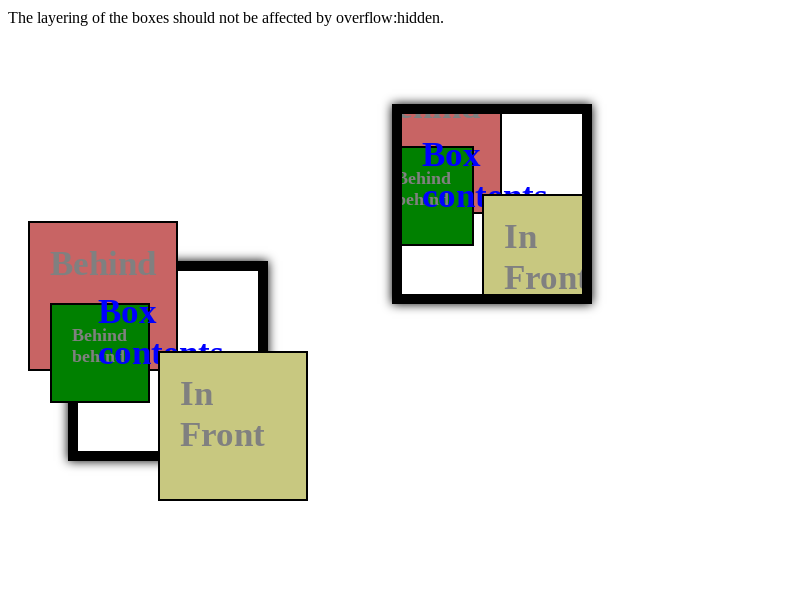 The layering of the boxes should not be affected by overflow:hidden.
Behind
Box
contents
Behind
behind
In
Front
Box
contents
Behind
behind
In
Front